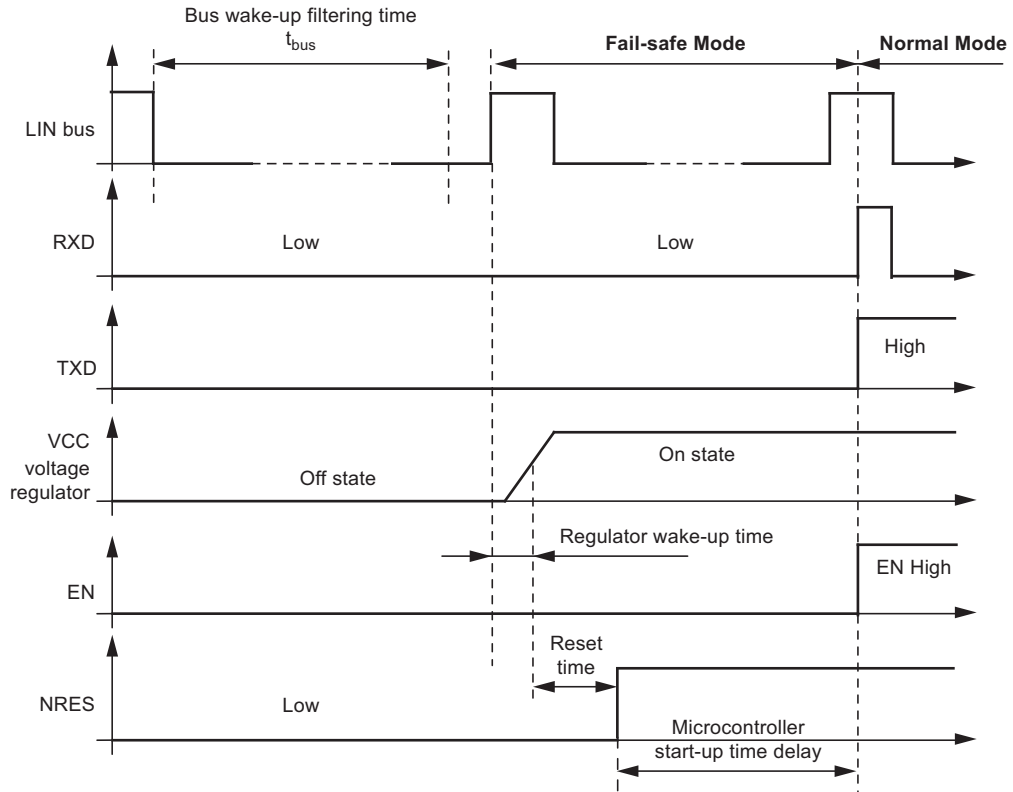 Bus wake-up filtering time
tbus
Fail-safe Mode
Normal Mode
LIN bus
RXD
Low
Low
TXD
High
VCC
voltage
regulator
Off state
On state
Regulator wake-up time
EN
EN High
Reset
time
NRES
Low
Microcontroller
start-up time delay